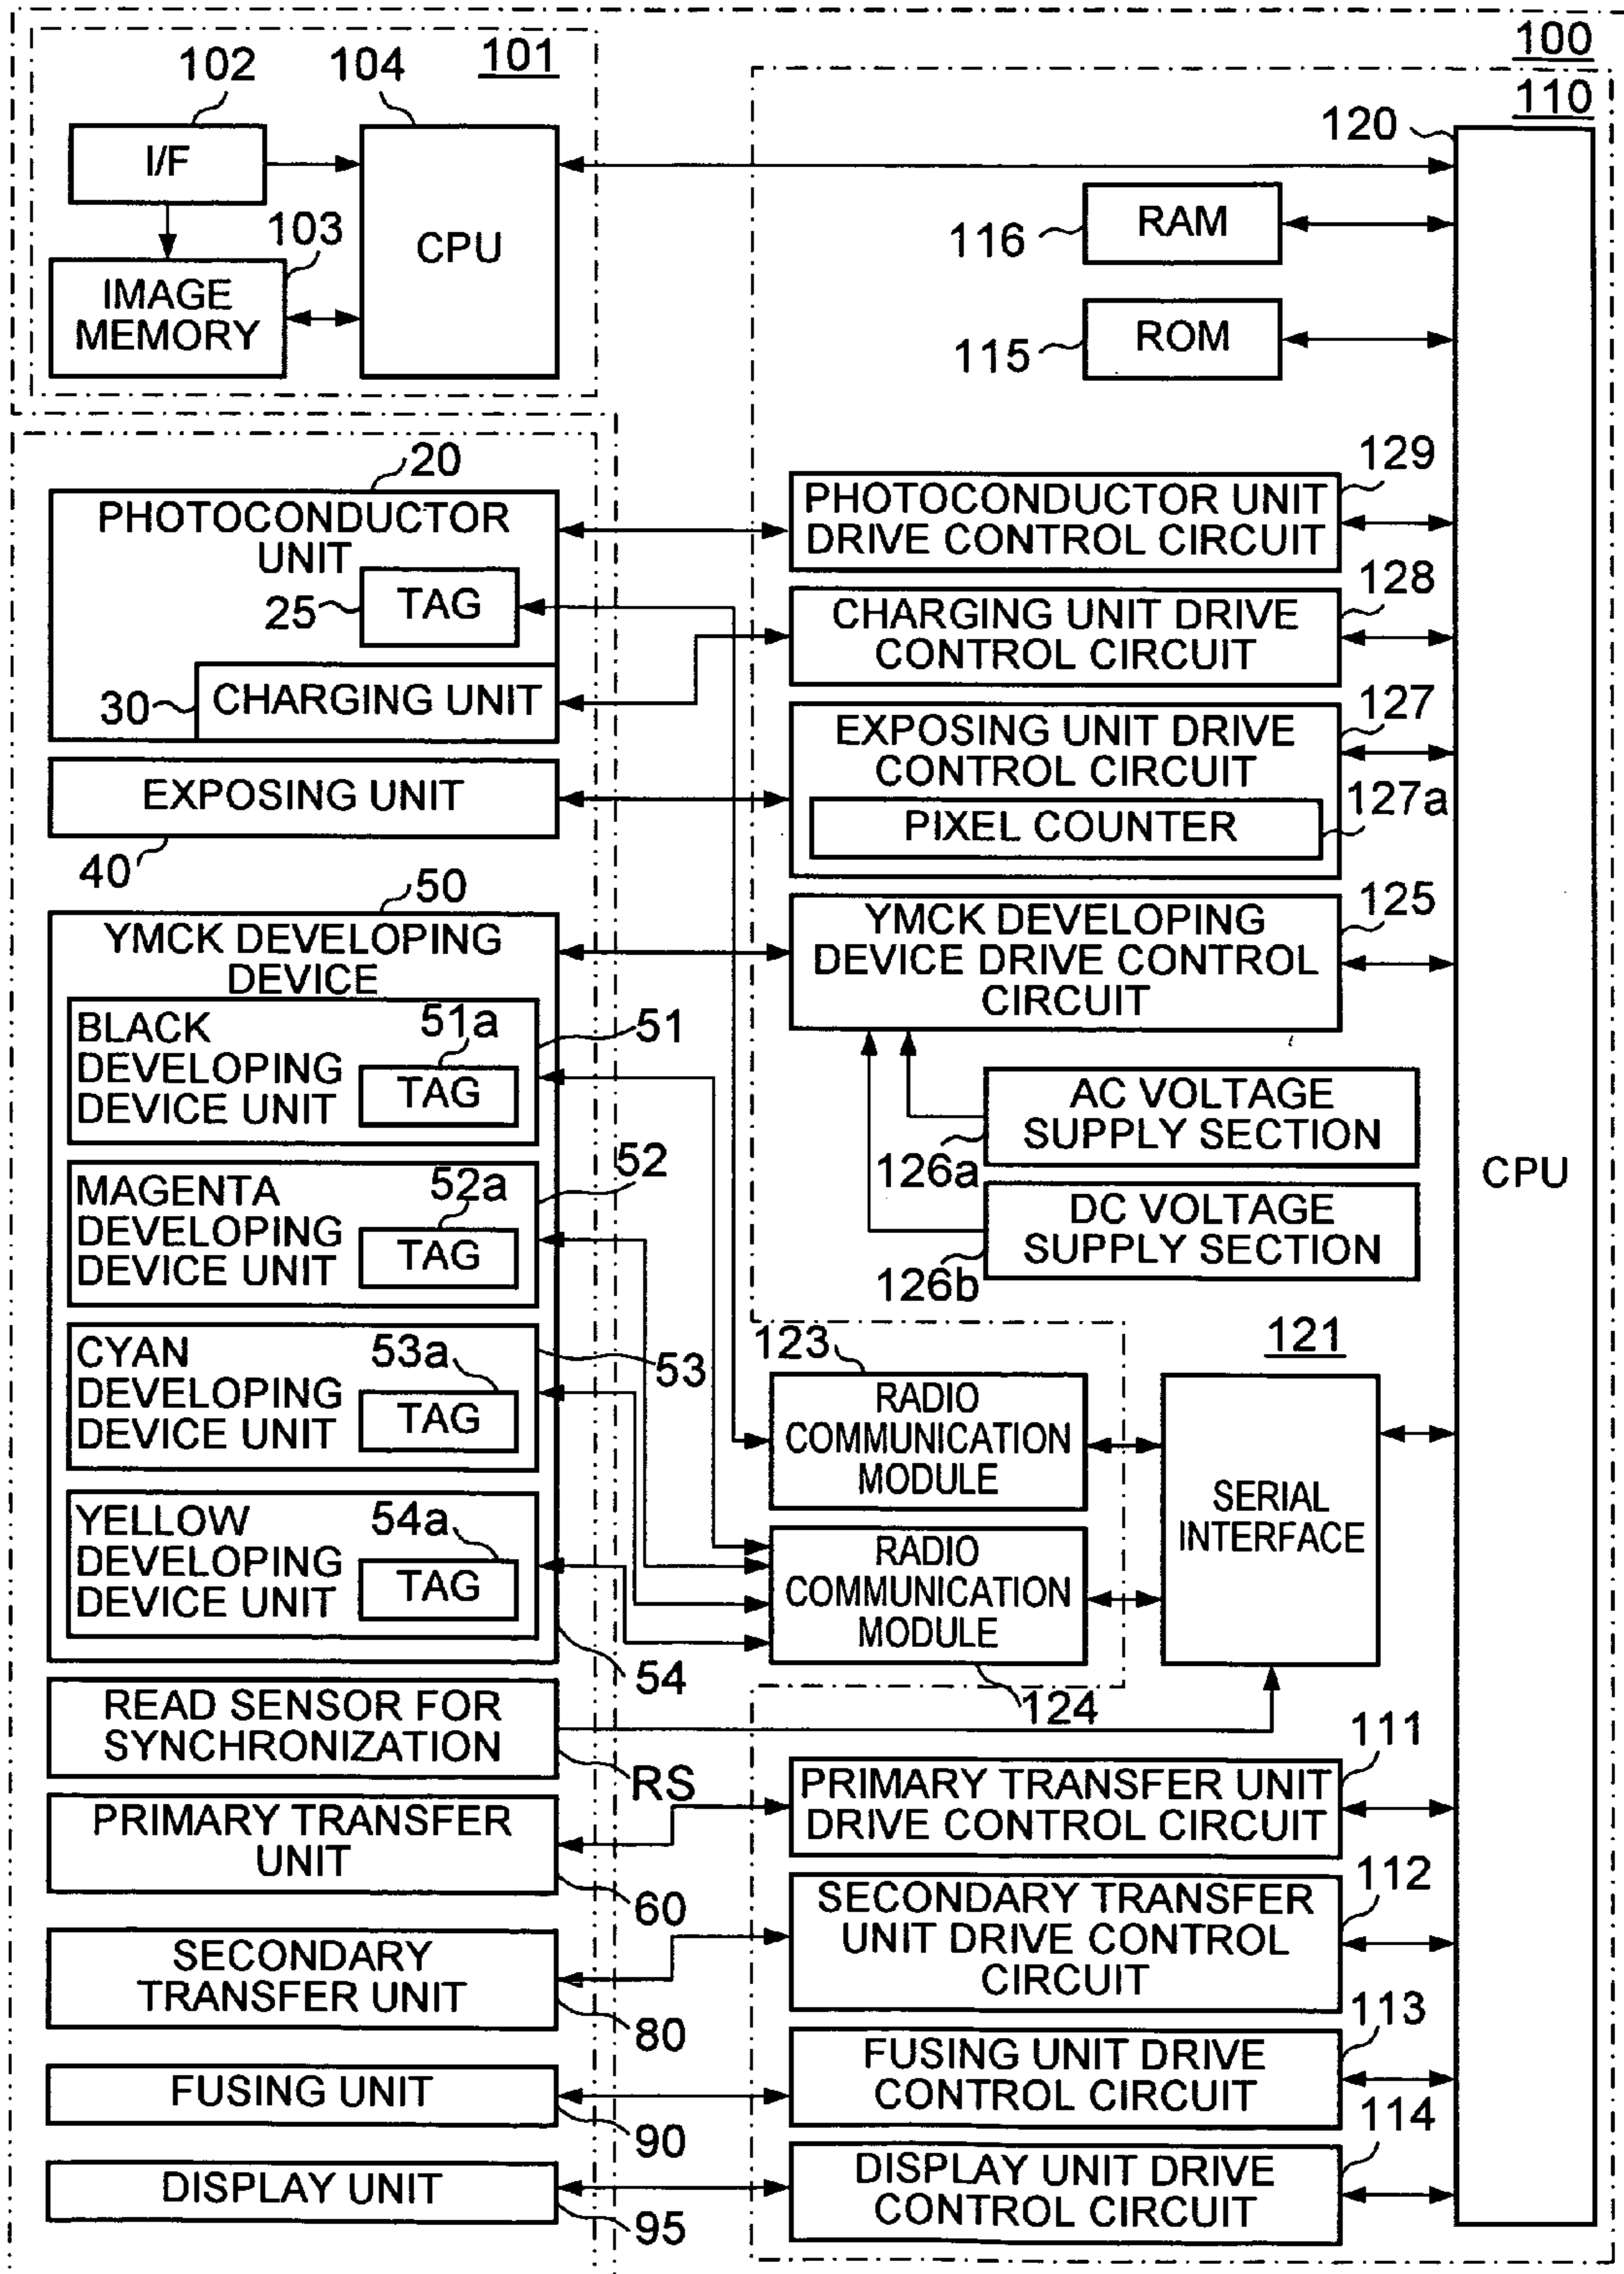 100
101
102
104
I/F
CPU
103
IMAGE
MEMORY
110
120
RAM
116
ROM
115
CPU
20
PHOTOCONDUCTOR
UNIT
TAG
25
CHARGING UNIT
30
EXPOSING UNIT
40
50
YMCK DEVELOPING
DEVICE
BLACK
DEVELOPING
DEVICE UNIT
51a
TAG
51
MAGENTA
DEVELOPING
DEVICE UNIT
52a
TAG
52
CYAN
DEVELOPING
DEVICE UNIT
53a
TAG
53
YELLOW
DEVELOPING
DEVICE UNIT
54a
TAG
54
READ SENSOR FOR
SYNCHRONIZATION
RS
PRIMARY TRANSFER
UNIT
60
SECONDARY
TRANSFER UNIT
80
FUSING UNIT
90
DISPLAY UNIT
95
129
PHOTOCONDUCTOR UNIT
DRIVE CONTROL CIRCUIT
128
CHARGING UNIT DRIVE
CONTROL CIRCUIT
127
EXPOSING UNIT DRIVE
CONTROL CIRCUIT
127a
PIXEL COUNTER
125
YMCK DEVELOPING
DEVICE DRIVE CONTROL
CIRCUIT
AC VOLTAGE
SUPPLY SECTION
126a
DC VOLTAGE
SUPPLY SECTION
126b
123
RADIO
COMMUNICATION
MODULE
121
SERIAL
INTERFACE
RADIO
COMMUNICATION
MODULE
124
111
PRIMARY TRANSFER UNIT
DRIVE CONTROL CIRCUIT
112
SECONDARY TRANSFER
UNIT DRIVE CONTROL
CIRCUIT
113
FUSING UNIT DRIVE
CONTROL CIRCUIT
114
DISPLAY UNIT DRIVE
CONTROL CIRCUIT